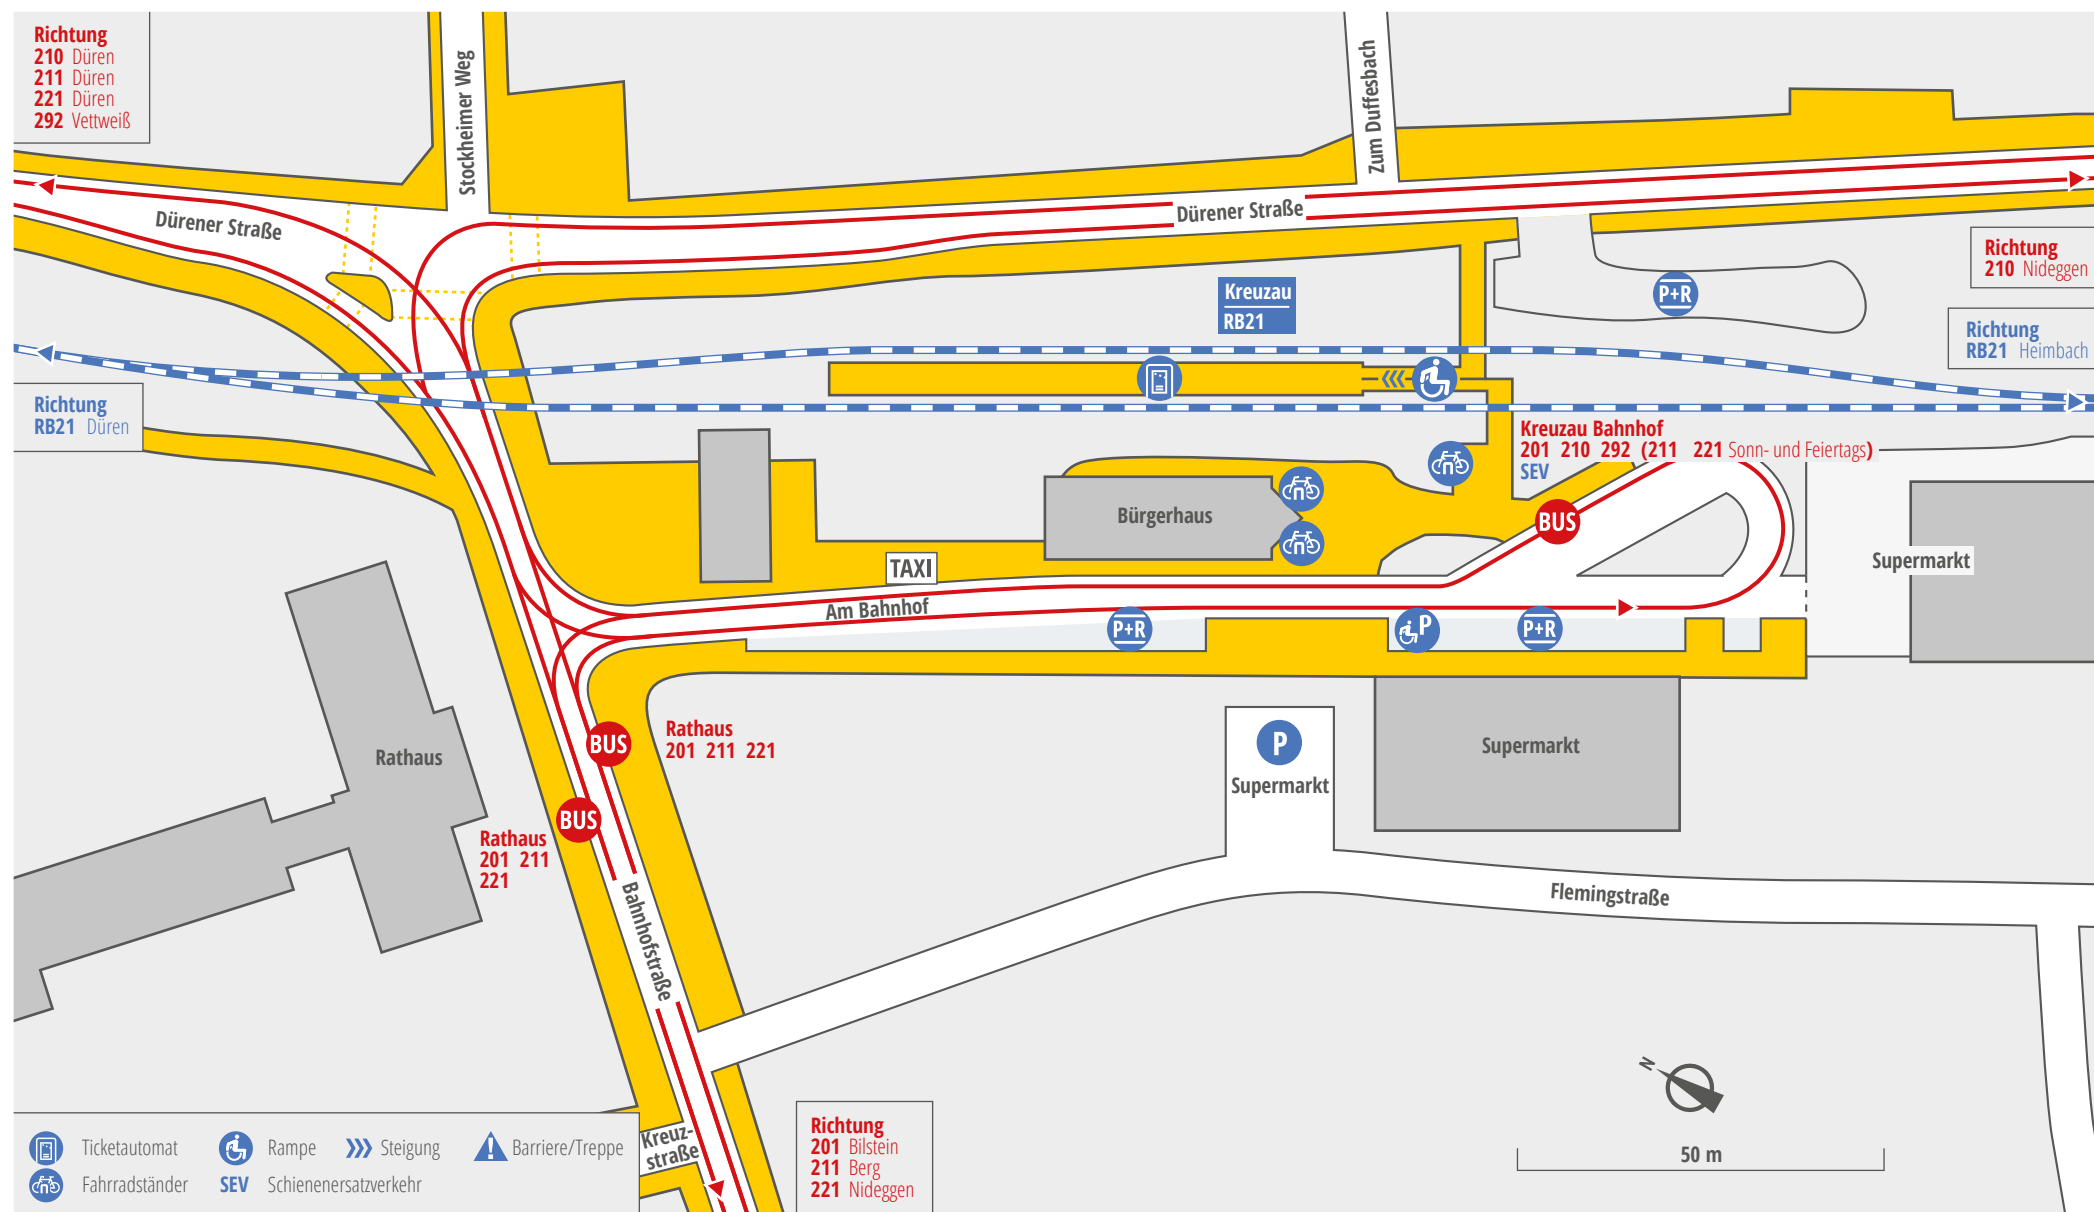 Richtung
210 Düren
211 Düren
221 Düren
292 Vettweiß
Stockheimer Weg
Zum Duffesbach
Dürener Straße
Dürener Straße
Richtung
210 Nideggen
Kreuzau
RB21
P+R
Richtung
RB21 Heimbach
Richtung
RB21 Düren
Kreuzau Bahnhof
201 210 292 (211 221 Sonn- und Feiertags)
SEV
BUS
Bürgerhaus
TAXI
Supermarkt
Am Bahnhof
P+R
P
P+R
BUS
Rathaus
201 211 221
Rathaus
P
Supermarkt
Supermarkt
BUS
Rathaus
201 211
221
Bahnhofstraße
Flemingstraße
N
50 m
Kreuz-
straße
Richtung
201 Bilstein
211 Berg
221 Nideggen
Ticketautomat
Rampe
Steigung
Barriere/Treppe
Fahrradständer
SEV Schienenersatzverkehr